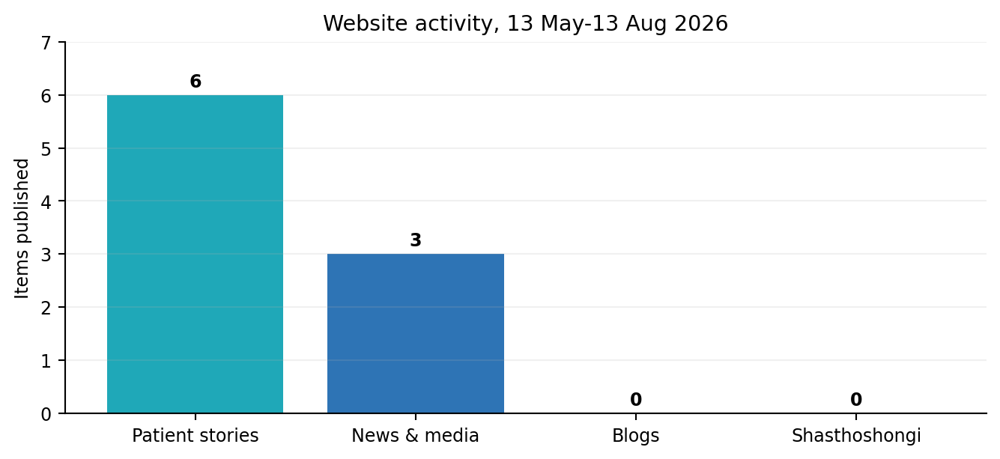 Website activity, 13 May-13 Aug 2026
Items published
7
6
5
4
3
2
1
0
6
3
0
0
Patient stories
News & media
Blogs
Shasthoshongi